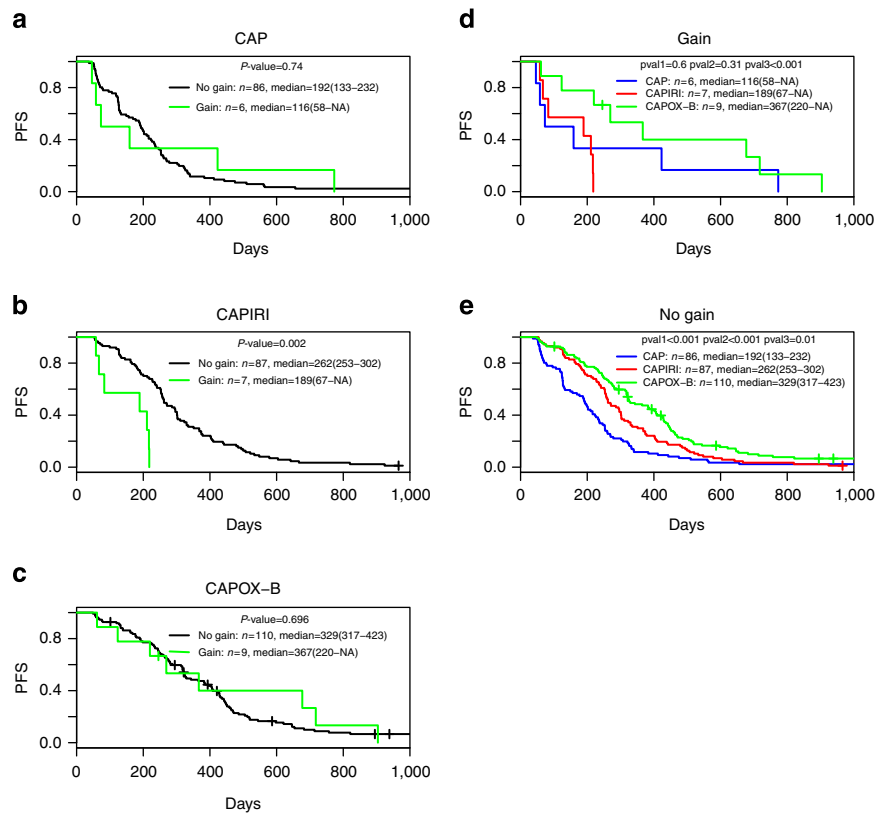 a
CAP
P-value=0.74
No gain: n=86, median=192(133−232)
Gain: n=6, median=116(58−NA)
PFS
0.8
0.4
0.0
0 200 400 600 800 1,000
Days
b
CAPIRI
P-value=0.002
No gain: n=87, median=262(253−302)
Gain: n=7, median=189(67−NA)
PFS
0.8
0.4
0.0
0 200 400 600 800 1,000
Days
c
CAPOX−B
P-value=0.696
No gain: n=110, median=329(317−423)
Gain: n=9, median=367(220−NA)
PFS
0.8
0.4
0.0
0 200 400 600 800 1,000
Days
d
Gain
pval1=0.6 pval2=0.31 pval3<0.001
CAP: n=6, median=116(58−NA)
CAPIRI: n=7, median=189(67−NA)
CAPOX-B: n=9, median=367(220−NA)
PFS
0.8
0.4
0.0
0 200 400 600 800 1,000
Days
e
No gain
pval1<0.001 pval2<0.001 pval3=0.01
CAP: n=86, median=192(133−232)
CAPIRI: n=87, median=262(253−302)
CAPOX-B: n=110, median=329(317−423)
PFS
0.8
0.4
0.0
0 200 400 600 800 1,000
Days